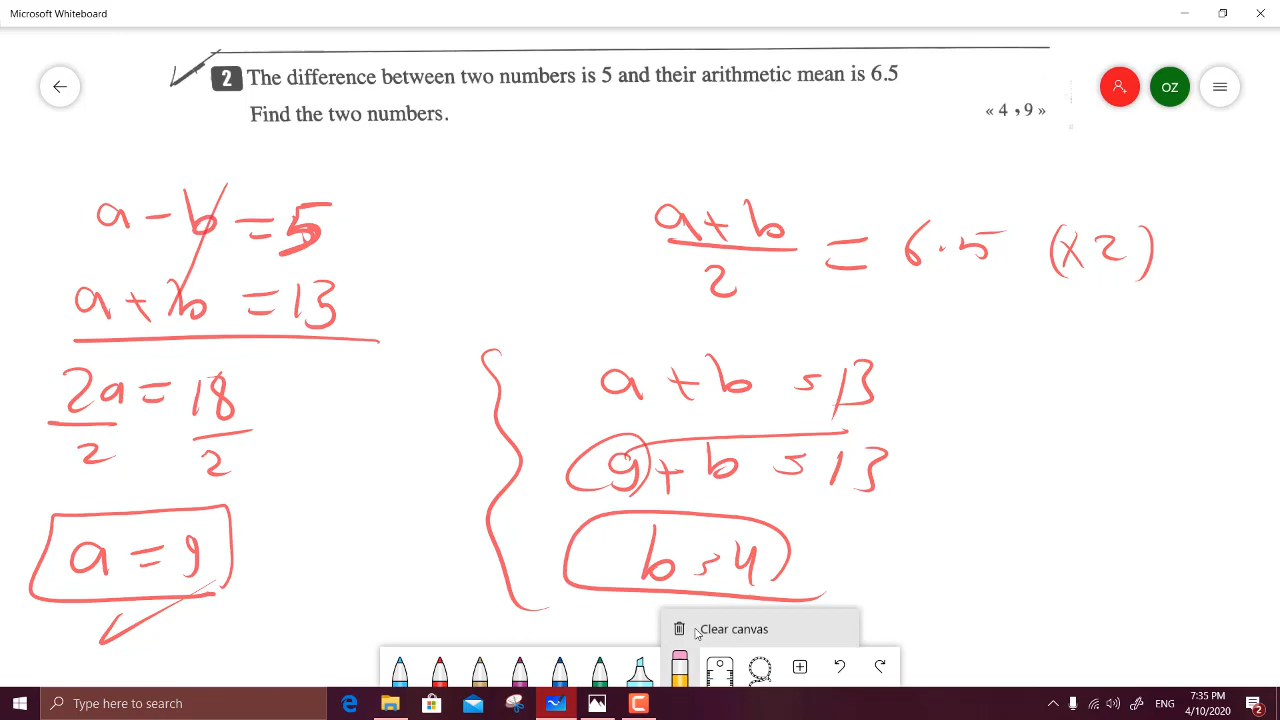 Microsoft Whiteboard
2 The difference between two numbers is 5 and their arithmetic mean is 6.5
Find the two numbers.
« 4 , 9 »
OZ
a - b = 5
a + b = 13
2a = 18
2 2
a = 9
a + b = 6.5 (×2)
2
a + b = 13
9 + b = 13
b = 4
Clear canvas
Type here to search
ENG
7:35 PM
4/10/2020
2